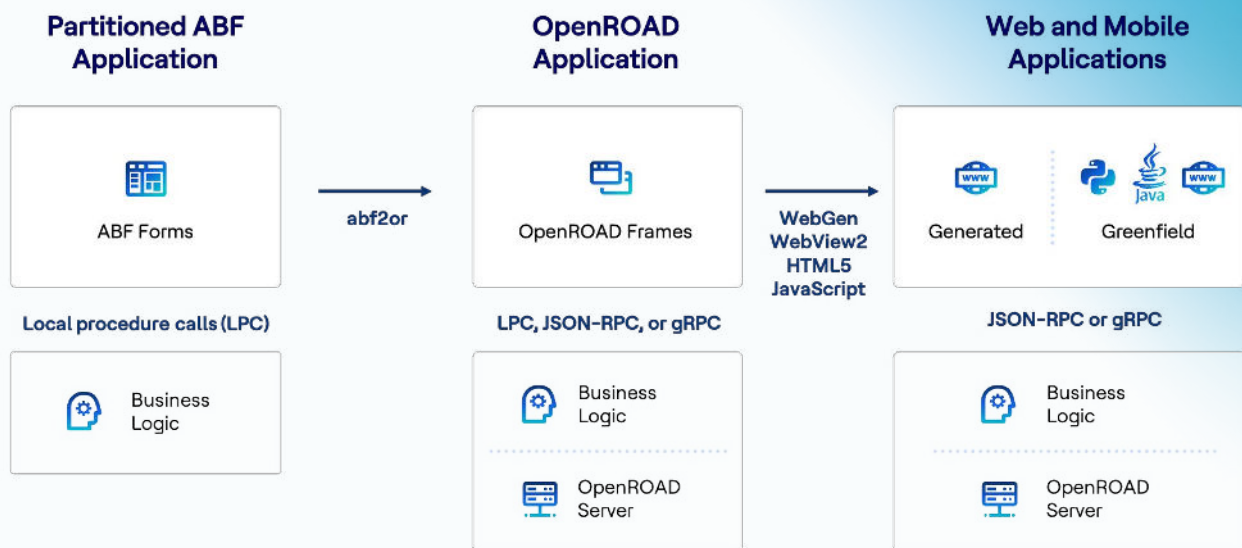 Partitioned ABF
Application
OpenROAD
Application
Web and Mobile
Applications
ABF Forms
abf2or
OpenROAD Frames
WebGen
WebView2
HTML5
JavaScript
www
Generated
Java
www
Greenfield
Local procedure calls (LPC)
LPC, JSON-RPC, or gRPC
JSON-RPC or gRPC
Business
Logic
Business
Logic
OpenROAD
Server
Business
Logic
OpenROAD
Server